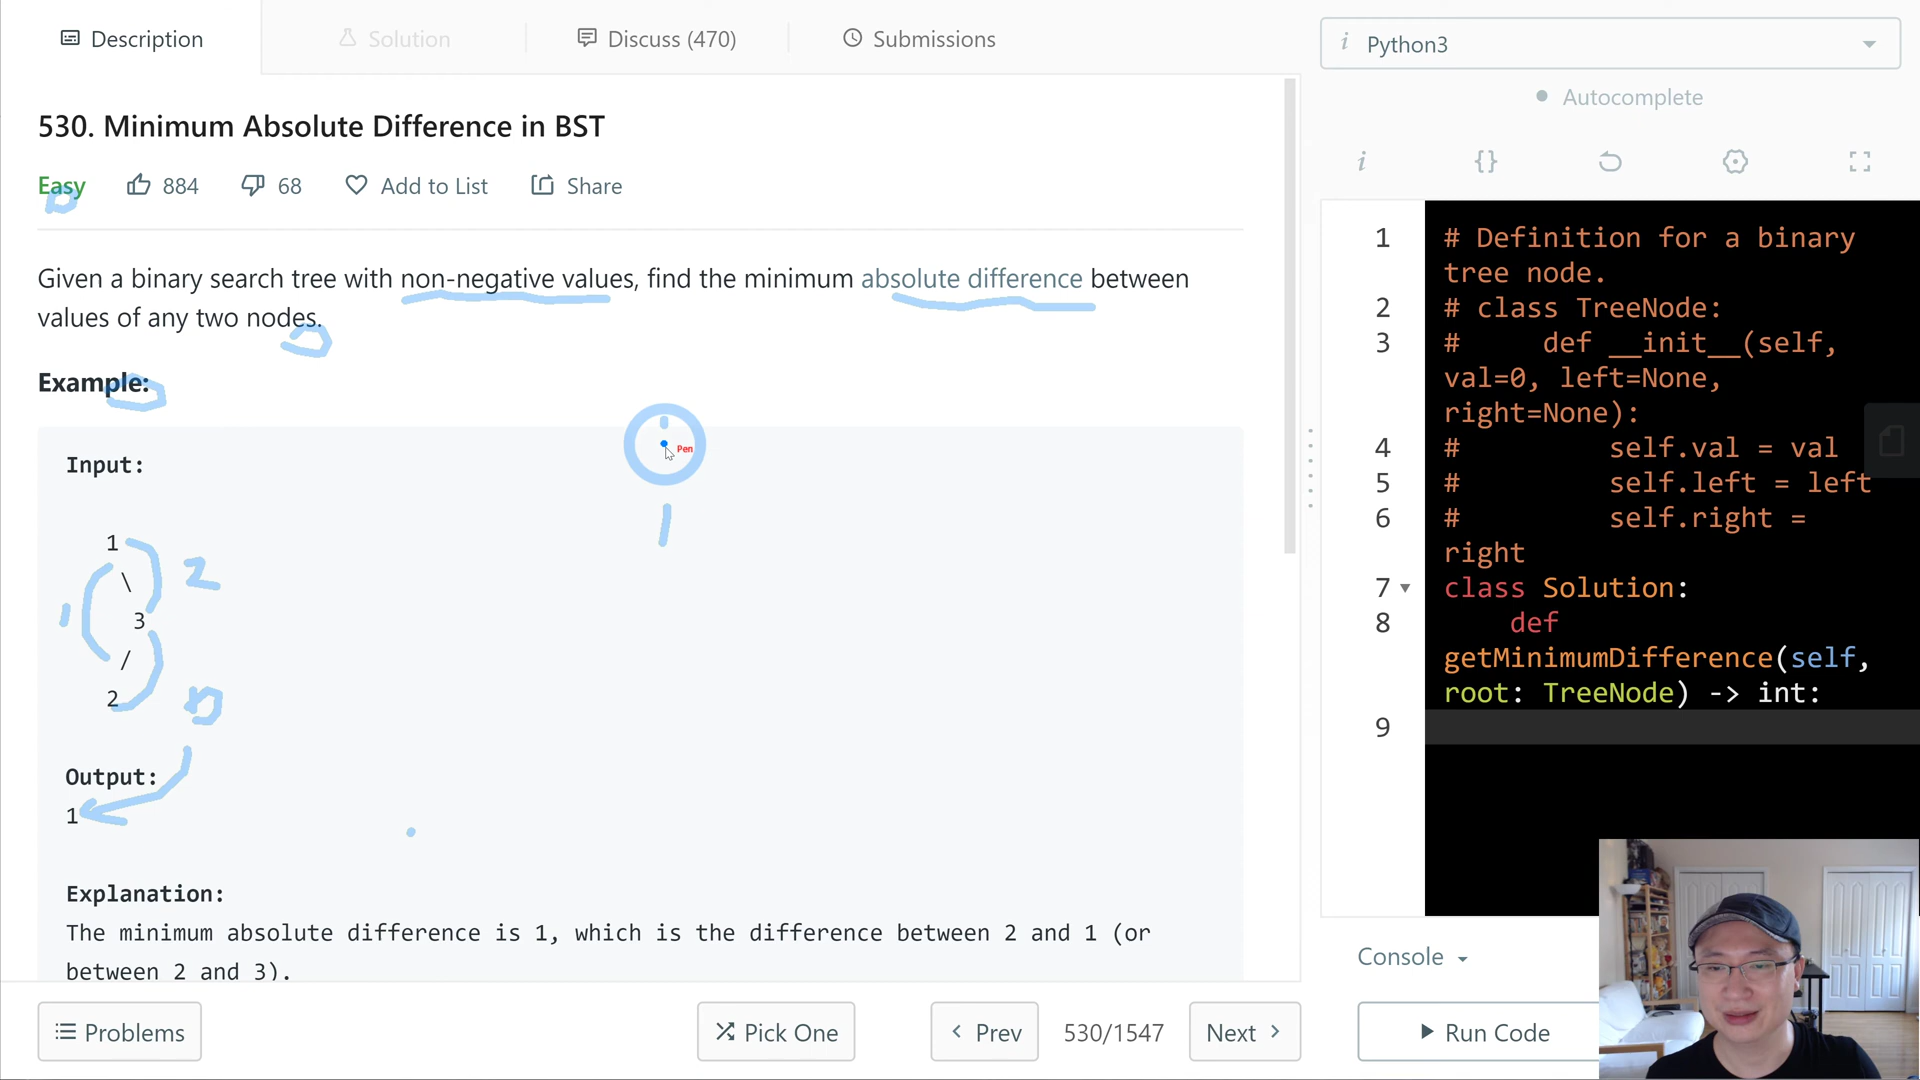 Description
Solution
Discuss (470)
Submissions
530. Minimum Absolute Difference in BST
Easy
884
68
Add to List
Share
Given a binary search tree with non-negative values, find the minimum absolute difference between
values of any two nodes.
Example:
Input:
1
\
3
/
2
1
2
1
Pen
Output:
1
Explanation:
The minimum absolute difference is 1, which is the difference between 2 and 1 (or
between 2 and 3).
Problems
Pick One
Prev
530/1547
Next
i Python3
Autocomplete
i {}
1 # Definition for a binary
tree node.
2 # class TreeNode:
3 #     def __init__(self,
val=0, left=None,
right=None):
4 #         self.val = val
5 #         self.left = left
6 #         self.right =
right
7 class Solution:
8     def
getMinimumDifference(self,
root: TreeNode) -> int:
9
Console
Run Code